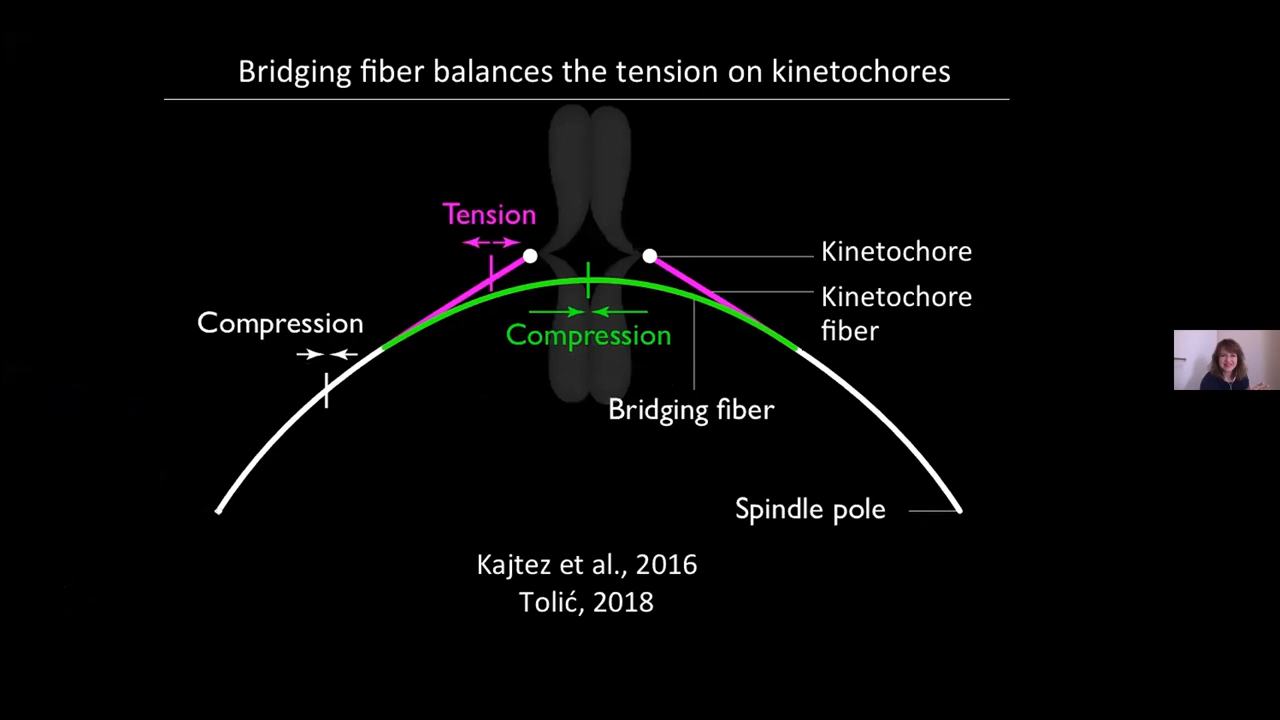 Bridging fiber balances the tension on kinetochores
Tension
Kinetochore
Kinetochore
fiber
Compression
Compression
Bridging fiber
Spindle pole
Kajtez et al., 2016
Tolić, 2018